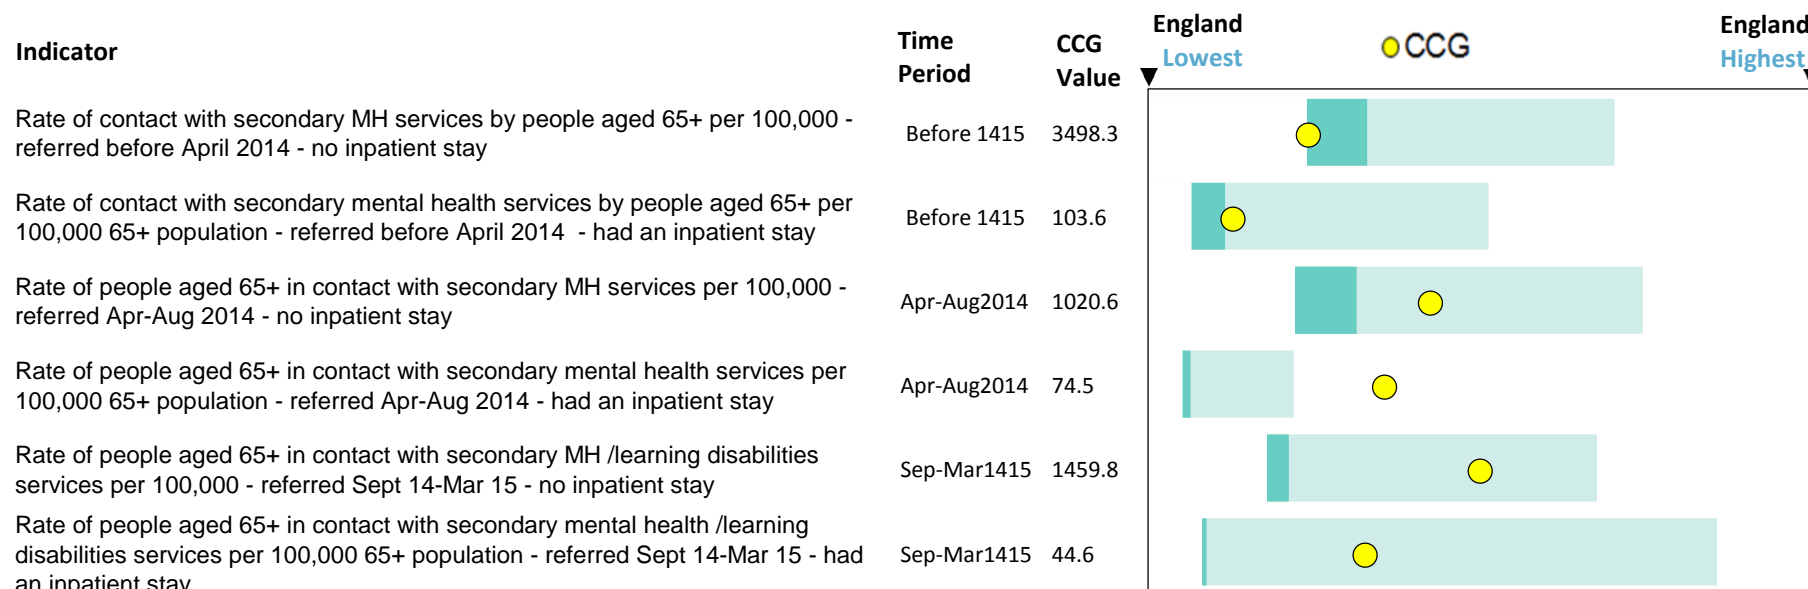 Indicator
Time Period
CCG Value
England Lowest
CCG
England Highest
Rate of contact with secondary MH services by people aged 65+ per 100,000 -
referred before April 2014 - no inpatient stay
Before 1415 3498.3
Rate of contact with secondary mental health services by people aged 65+ per
100,000 65+ population - referred before April 2014 - had an inpatient stay
Before 1415 103.6
Rate of people aged 65+ in contact with secondary MH services per 100,000 -
referred Apr-Aug 2014 - no inpatient stay
Apr-Aug2014 1020.6
Rate of people aged 65+ in contact with secondary mental health services per
100,000 65+ population - referred Apr-Aug 2014 - had an inpatient stay
Apr-Aug2014 74.5
Rate of people aged 65+ in contact with secondary MH /learning disabilities
services per 100,000 - referred Sept 14-Mar 15 - no inpatient stay
Sep-Mar1415 1459.8
Rate of people aged 65+ in contact with secondary mental health /learning
disabilities services per 100,000 65+ population - referred Sept 14-Mar 15 - had
an inpatient stay
Sep-Mar1415 44.6